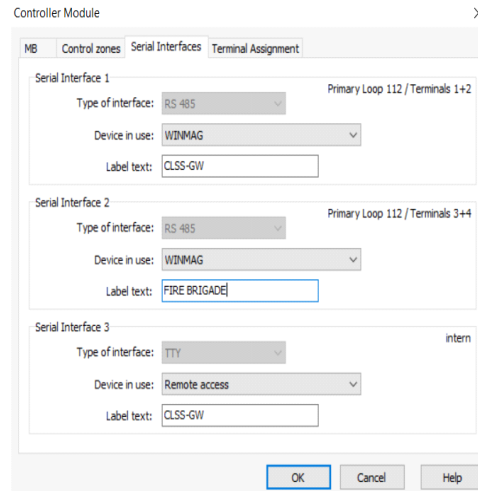 Controller Module
MB Control zones Serial Interfaces Terminal Assignment
Serial Interface 1
Primary Loop 112 / Terminals 1+2
Type of interface: RS 485
Device in use: WINMAG
Label text: CLSS-GW
Serial Interface 2
Primary Loop 112 / Terminals 3+4
Type of interface: RS 485
Device in use: WINMAG
Label text: FIRE BRIGADE
Serial Interface 3
intern
Type of interface: TTY
Device in use: Remote access
Label text: CLSS-GW
OK Cancel Help